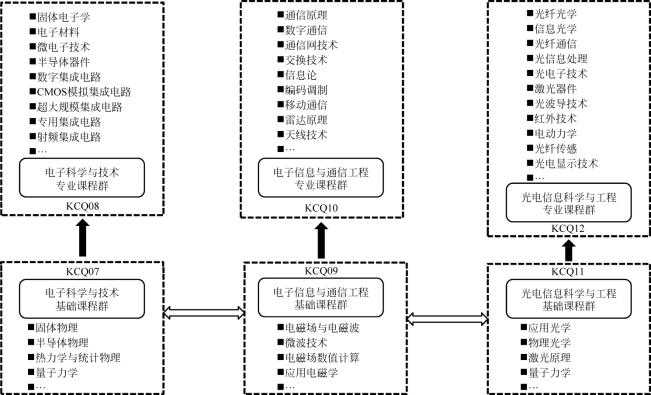 ■固体电子学
■电子材料
■微电子技术
■半导体器件
■数字集成电路
■CMOS模拟集成电路
■超大规模集成电路
■专用集成电路
■射频集成电路
■…
电子科学与技术
专业课程群
KCQ08
■通信原理
■数字通信
■通信网技术
■交换技术
■信息论
■编码调制
■移动通信
■雷达原理
■天线技术
■…
电子信息与通信工程
专业课程群
KCQ10
■光纤光学
■信息光学
■光纤通信
■光信息处理
■光电子技术
■激光器件
■光波导技术
■红外技术
■电动力学
■光纤传感
■光电显示技术
■…
光电信息科学与工程
专业课程群
KCQ12
KCQ07
电子科学与技术
基础课程群
■固体物理
■半导体物理
■热力学与统计物理
■量子力学
■…
KCQ09
电子信息与通信工程
基础课程群
■电磁场与电磁波
■微波技术
■电磁场数值计算
■应用电磁学
■…
KCQ11
光电信息科学与工程
基础课程群
■应用光学
■物理光学
■激光原理
■量子力学
■…